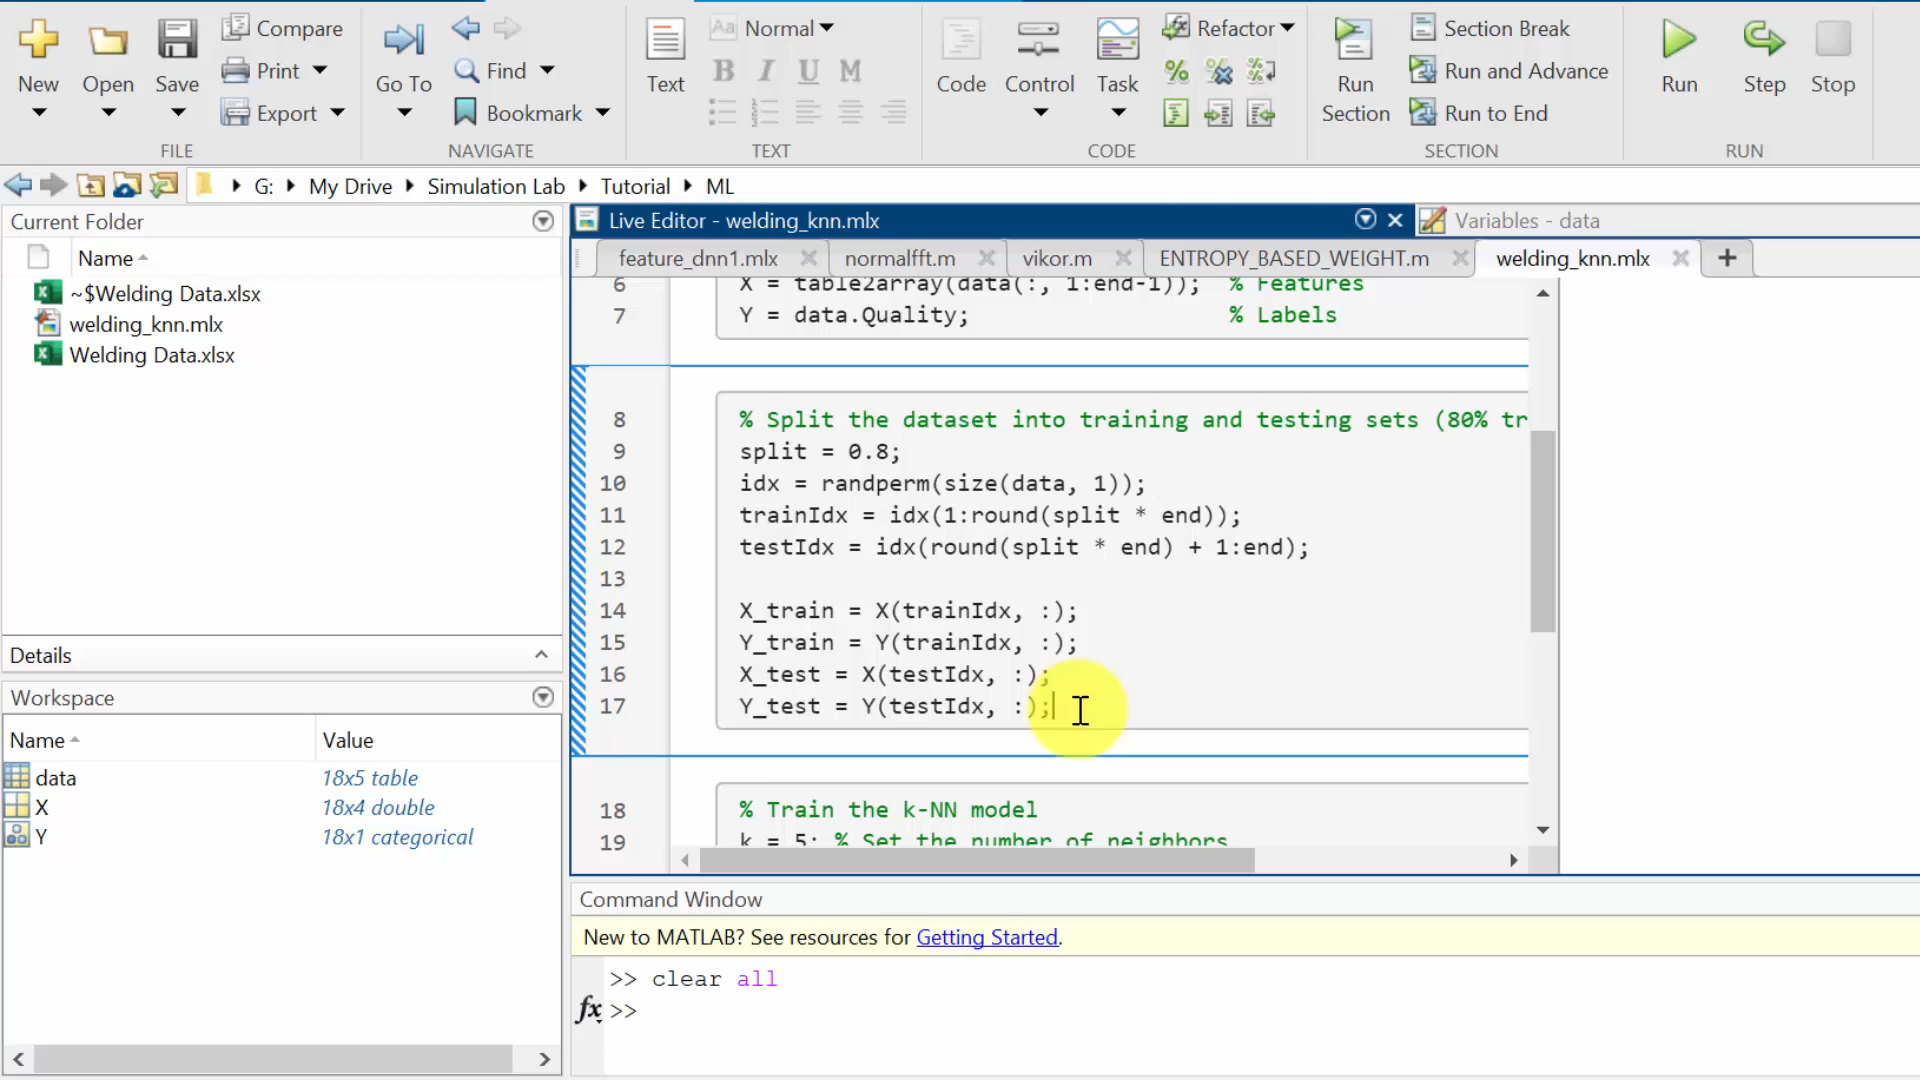 New
Open
Save
Compare
Print
Export
FILE
Go To
Find
Bookmark
NAVIGATE
Text
Aa Normal
B I U M
TEXT
Code
Control
Task
Refactor
CODE
Run Section
Section Break
Run and Advance
Run to End
SECTION
Run
Step
Stop
RUN
G: My Drive Simulation Lab Tutorial ML
Current Folder
Name
~$Welding Data.xlsx
welding_knn.mlx
Welding Data.xlsx
Details
Workspace
Name Value
data 18x5 table
X 18x4 double
Y 18x1 categorical
Live Editor - welding_knn.mlx
Variables - data
feature_dnn1.mlx normalfft.m vikor.m ENTROPY_BASED_WEIGHT.m welding_knn.mlx +
6 X = table2array(data(:, 1:end-1)); % Features
7 Y = data.Quality; % Labels
8 % Split the dataset into training and testing sets (80% tr
9 split = 0.8;
10 idx = randperm(size(data, 1));
11 trainIdx = idx(1:round(split * end));
12 testIdx = idx(round(split * end) + 1:end);
13
14 X_train = X(trainIdx, :);
15 Y_train = Y(trainIdx, :);
16 X_test = X(testIdx, :);
17 Y_test = Y(testIdx, :);
18 % Train the k-NN model
19 k = 5; % Set the number of neighbors
Command Window
New to MATLAB? See resources for Getting Started.
>> clear all
fx >>